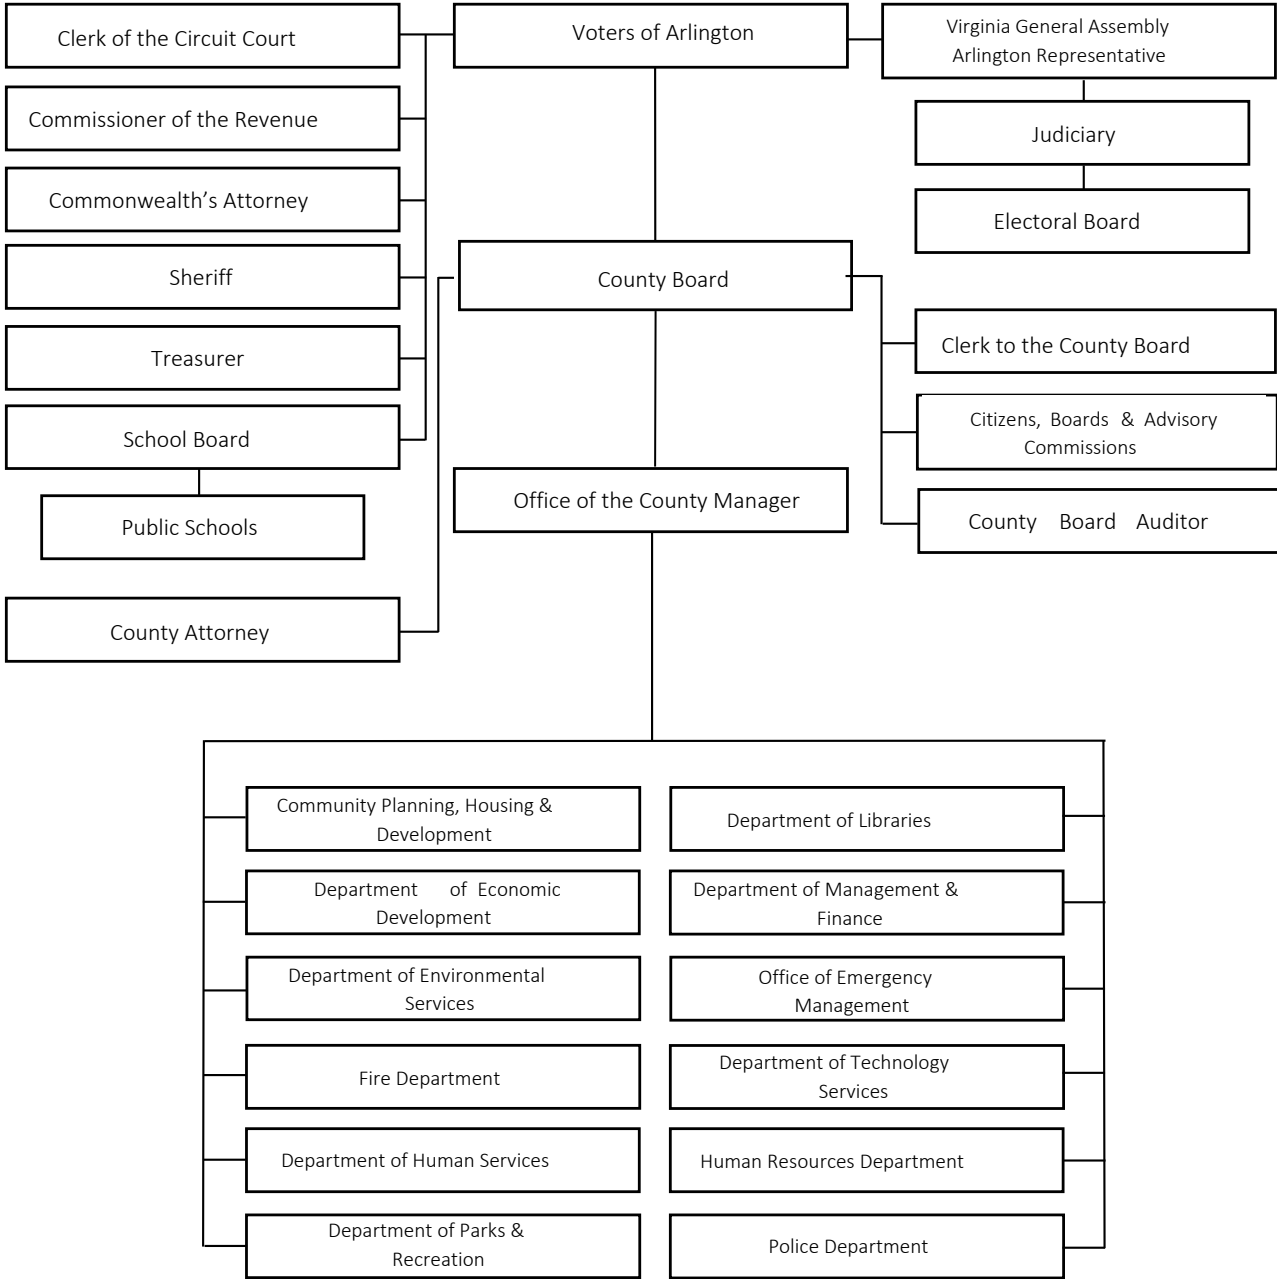 Clerk of the Circuit Court
Voters of Arlington
Virginia General Assembly
Arlington Representative
Commissioner of the Revenue
Judiciary
Commonwealth’s Attorney
Electoral Board
Sheriff
County Board
Treasurer
Clerk to the County Board
School Board
Citizens, Boards & Advisory
Commissions
Office of the County Manager
Public Schools
County Board Auditor
County Attorney
Community Planning, Housing &
Development
Department of Libraries
Department of Economic
Development
Department of Management &
Finance
Department of Environmental
Services
Office of Emergency
Management
Fire Department
Department of Technology
Services
Department of Human Services
Human Resources Department
Department of Parks &
Recreation
Police Department